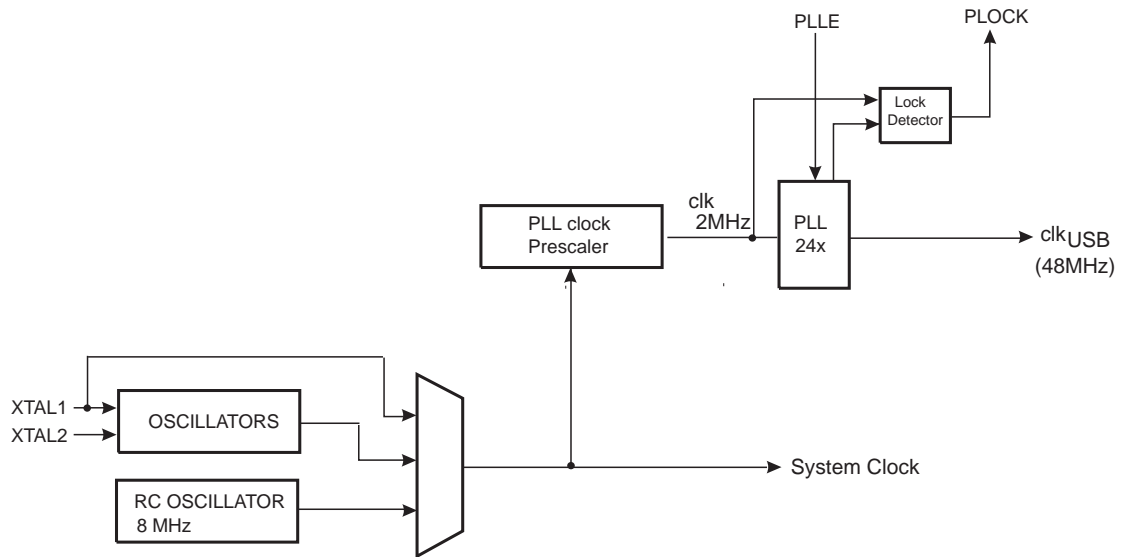 PLLE
PLOCK
Lock
Detector
clk
2MHz
PLL clock
Prescaler
PLL
24x
clkUSB
(48MHz)
XTAL1
XTAL2
OSCILLATORS
System Clock
RC OSCILLATOR
8 MHz